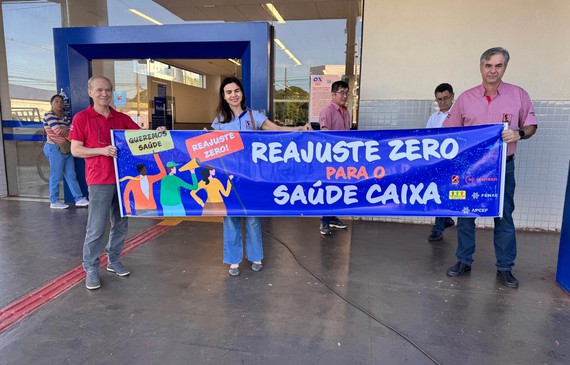 QUEREMOS
SAÚDE!
REAJUSTE
ZERO!
REAJUSTE ZERO
PARA O
SAÚDE CAIXA
FENAE
APCEF